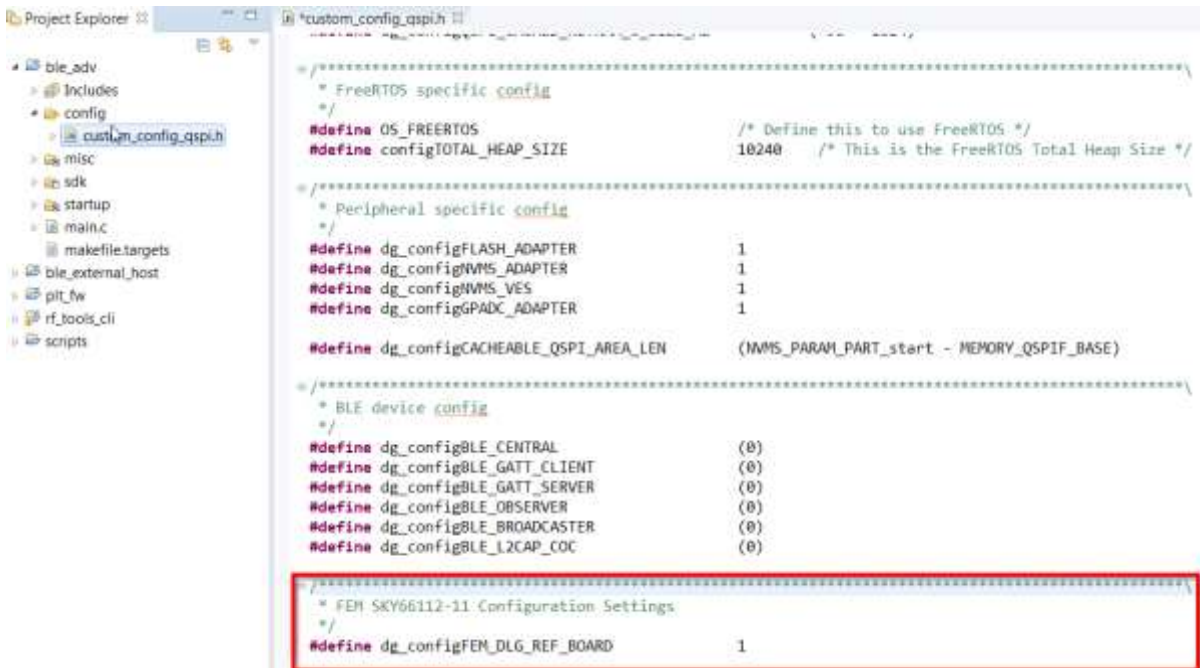 Project Explorer
ble_adv
Includes
config
custom_config_qspi.h
misc
sdk
startup
main.c
makefile.targets
ble_external_host
plt_fw
rf_tools_cli
scripts
*custom_config_qspi.h
/***********************************************************************************\
* FreeRTOS specific config
*/
#define OS_FREERTOS /* Define this to use FreeRTOS */
#define configTOTAL_HEAP_SIZE 10240 /* This is the FreeRTOS Total Heap Size */
/***********************************************************************************\
* Peripheral specific config
*/
#define dg_configFLASH_ADAPTER 1
#define dg_configNVMS_ADAPTER 1
#define dg_configNVMS_VES 1
#define dg_configGPADC_ADAPTER 1
#define dg_configCACHEABLE_QSPI_AREA_LEN (NVMS_PARAM_PART_start - MEMORY_QSPIF_BASE)
/***********************************************************************************\
* BLE device config
*/
#define dg_configBLE_CENTRAL (0)
#define dg_configBLE_GATT_CLIENT (0)
#define dg_configBLE_GATT_SERVER (0)
#define dg_configBLE_OBSERVER (0)
#define dg_configBLE_BROADCASTER (0)
#define dg_configBLE_L2CAP_COC (0)
/***********************************************************************************\
* FEM SKY66112-11 Configuration Settings
*/
#define dg_configFEM_DLG_REF_BOARD 1